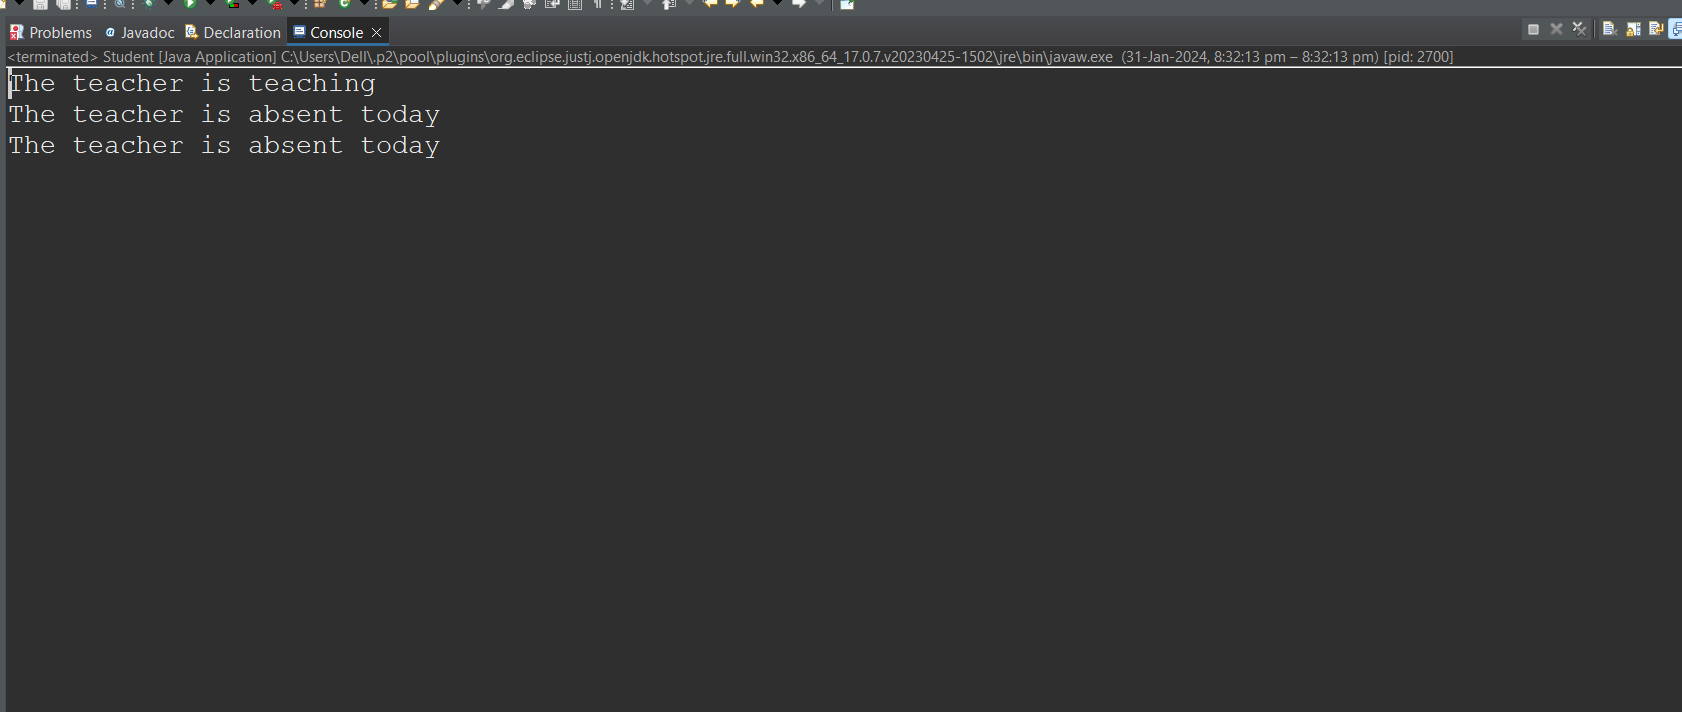 Problems Javadoc Declaration Console
<terminated> Student [Java Application] C:\Users\Dell\.p2\pool\plugins\org.eclipse.justj.openjdk.hotspot.jre.full.win32.x86_64_17.0.7.v20230425-1502\jre\bin\javaw.exe (31-Jan-2024, 8:32:13 pm – 8:32:13 pm) [pid: 2700]
The teacher is teaching
The teacher is absent today
The teacher is absent today